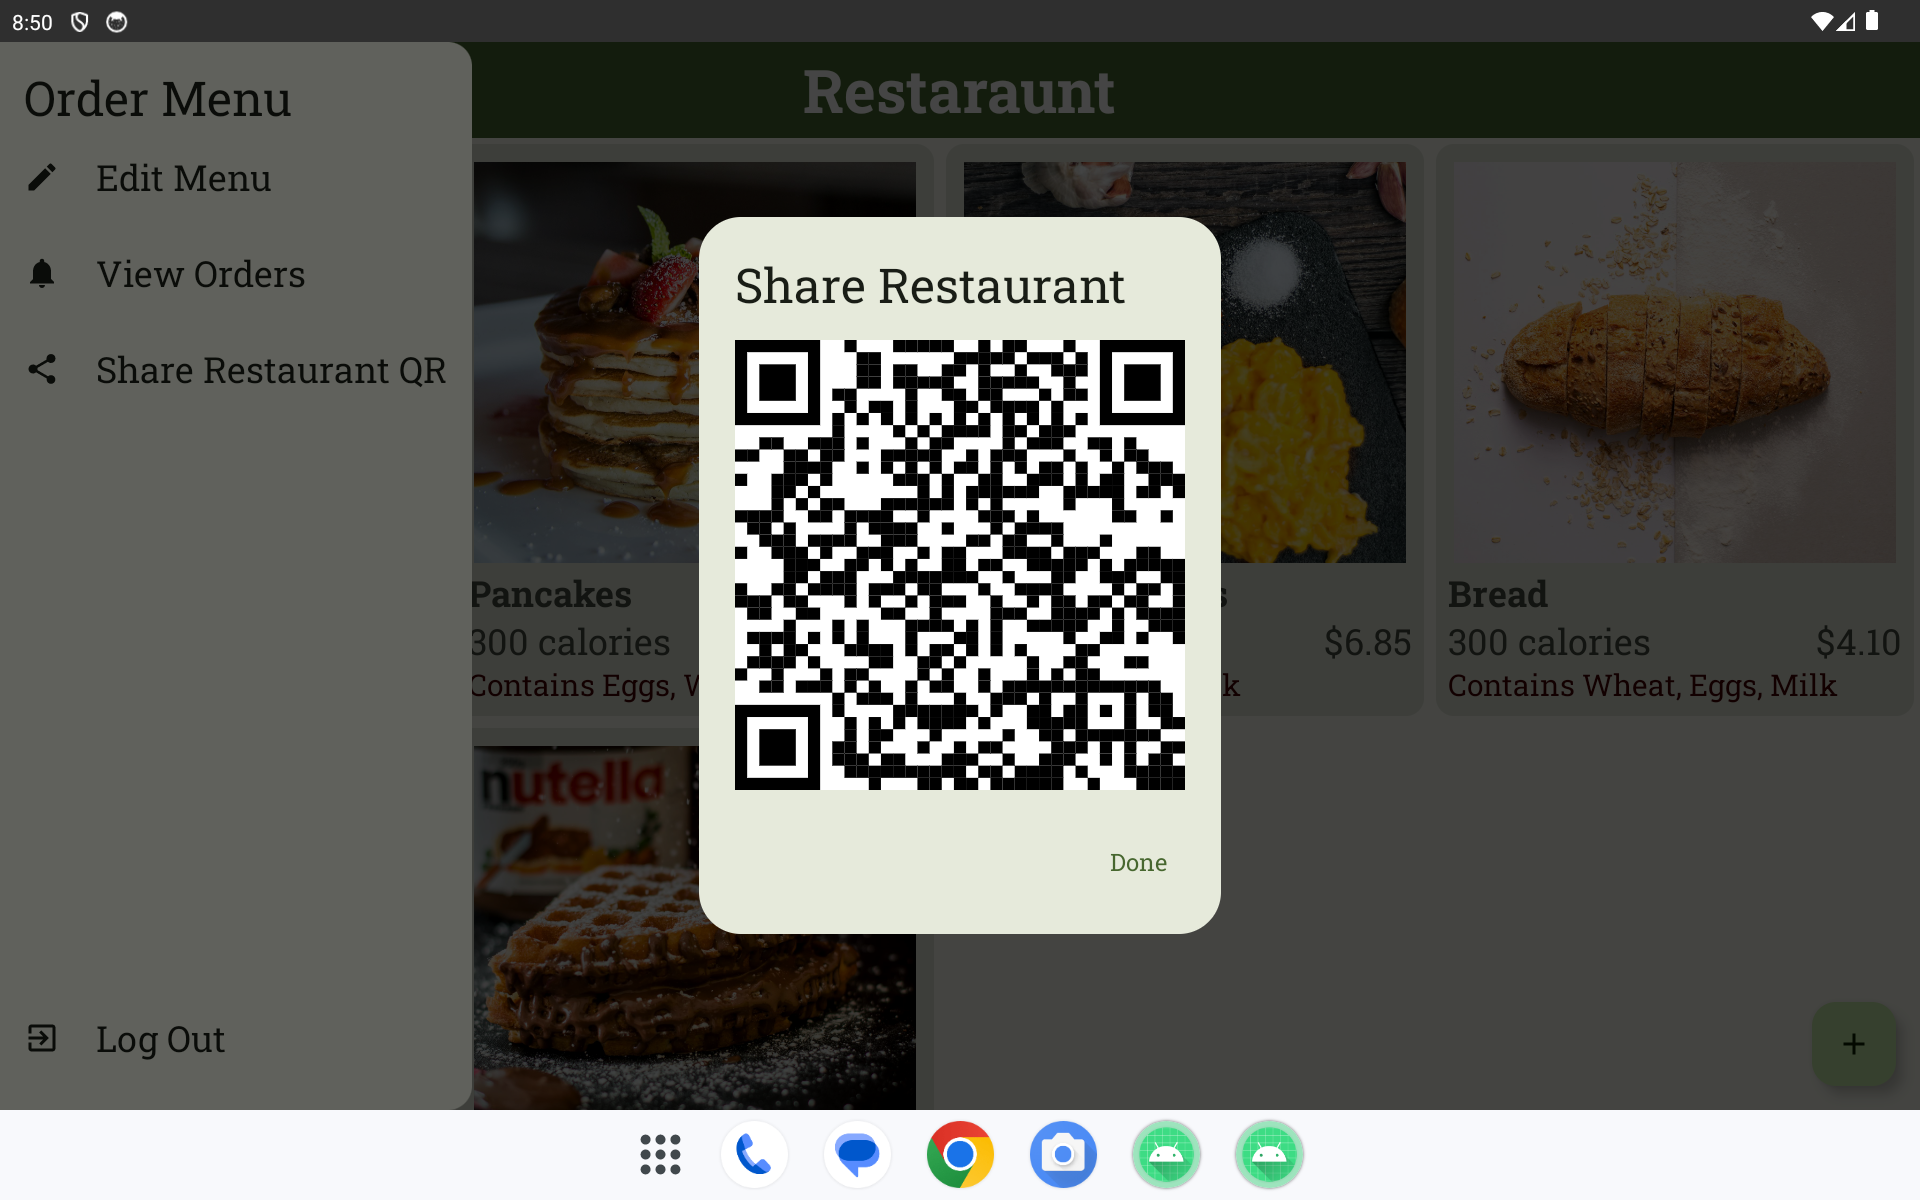 8:50
Order Menu
Edit Menu
View Orders
Share Restaurant QR
Log Out
Restaraunt
Share Restaurant
Done
Pancakes
300 calories
Contains Eggs,
$6.85
Bread
300 calories
$4.10
Contains Wheat, Eggs, Milk
nutella